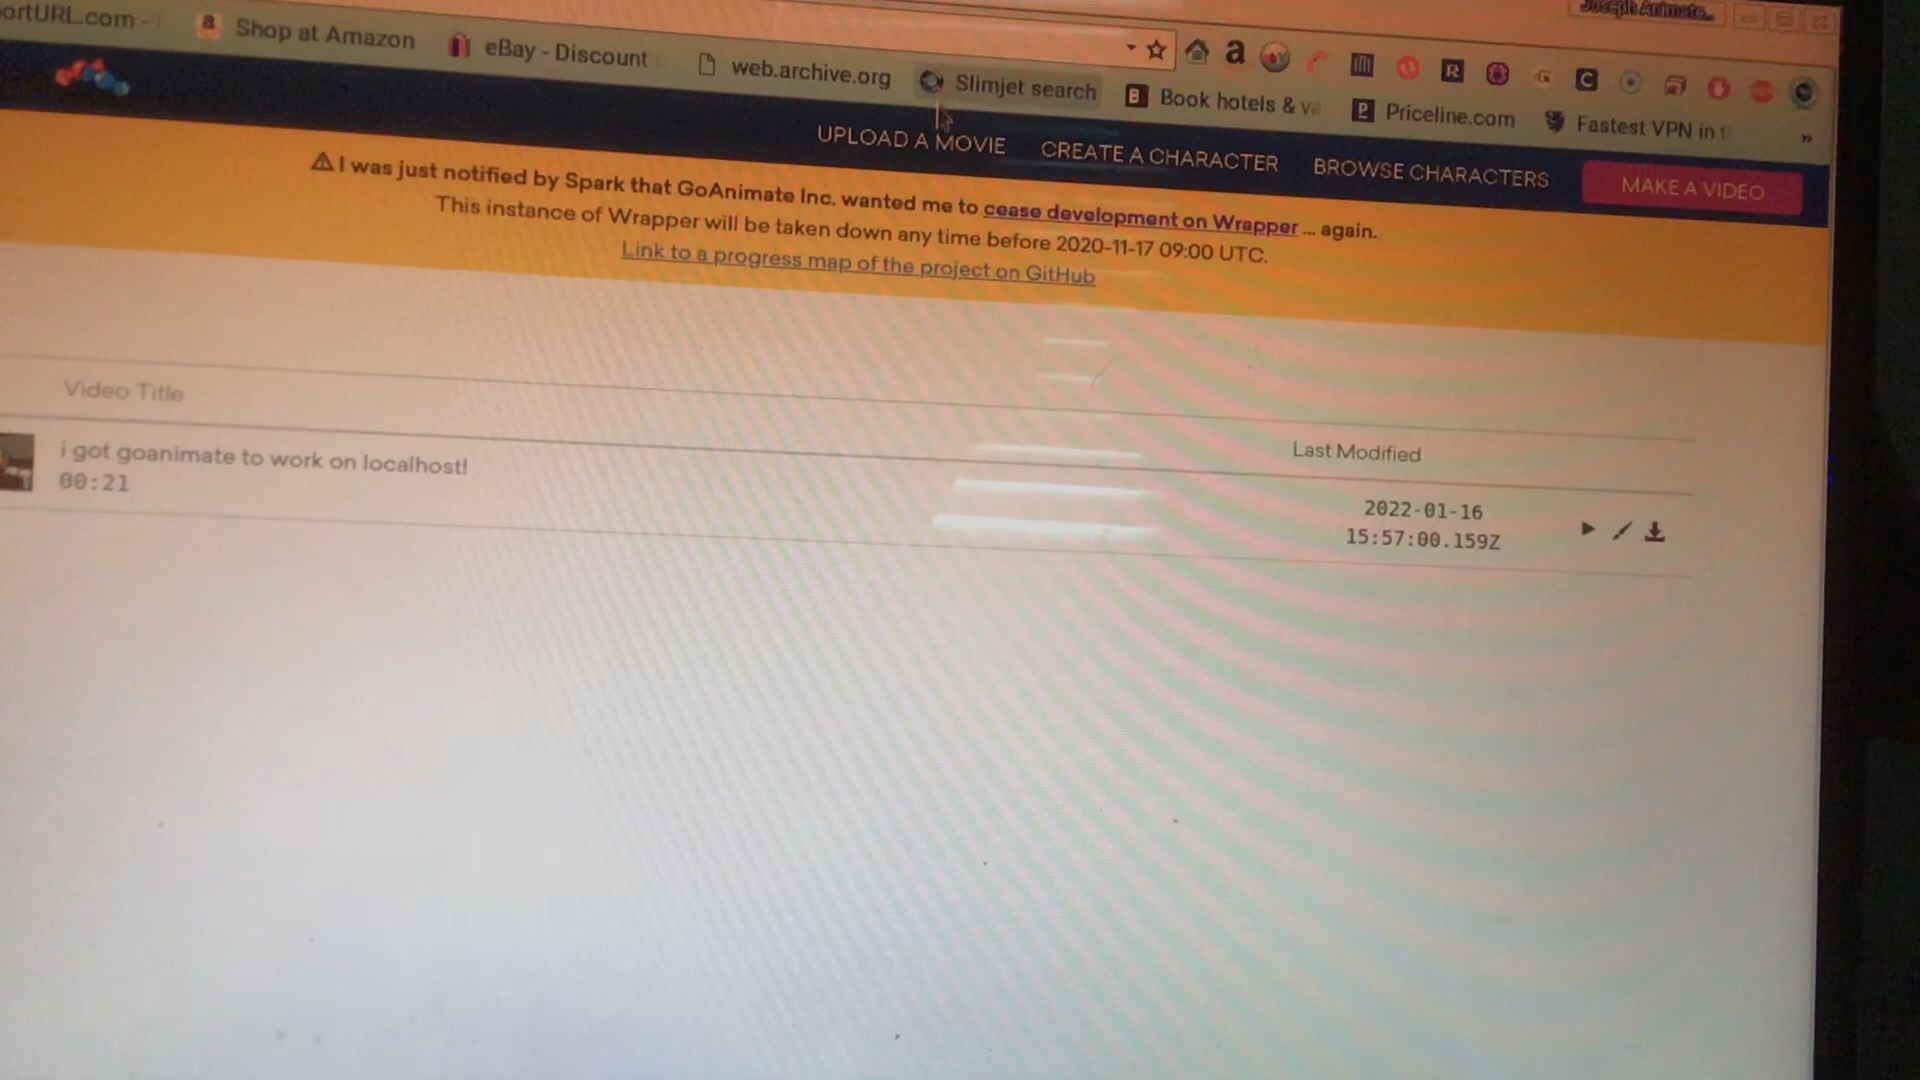 ortURL.com -
Shop at Amazon
eBay - Discount
web.archive.org
Slimjet search
Book hotels & va
Priceline.com
Fastest VPN in t
»
Joseph Animate..
UPLOAD A MOVIE
CREATE A CHARACTER
BROWSE CHARACTERS
MAKE A VIDEO
⚠ I was just notified by Spark that GoAnimate Inc. wanted me to cease development on Wrapper ... again.
This instance of Wrapper will be taken down any time before 2020-11-17 09:00 UTC.
Link to a progress map of the project on GitHub
Video Title
Last Modified
i got goanimate to work on localhost!
00:21
2022-01-16
15:57:00.159Z